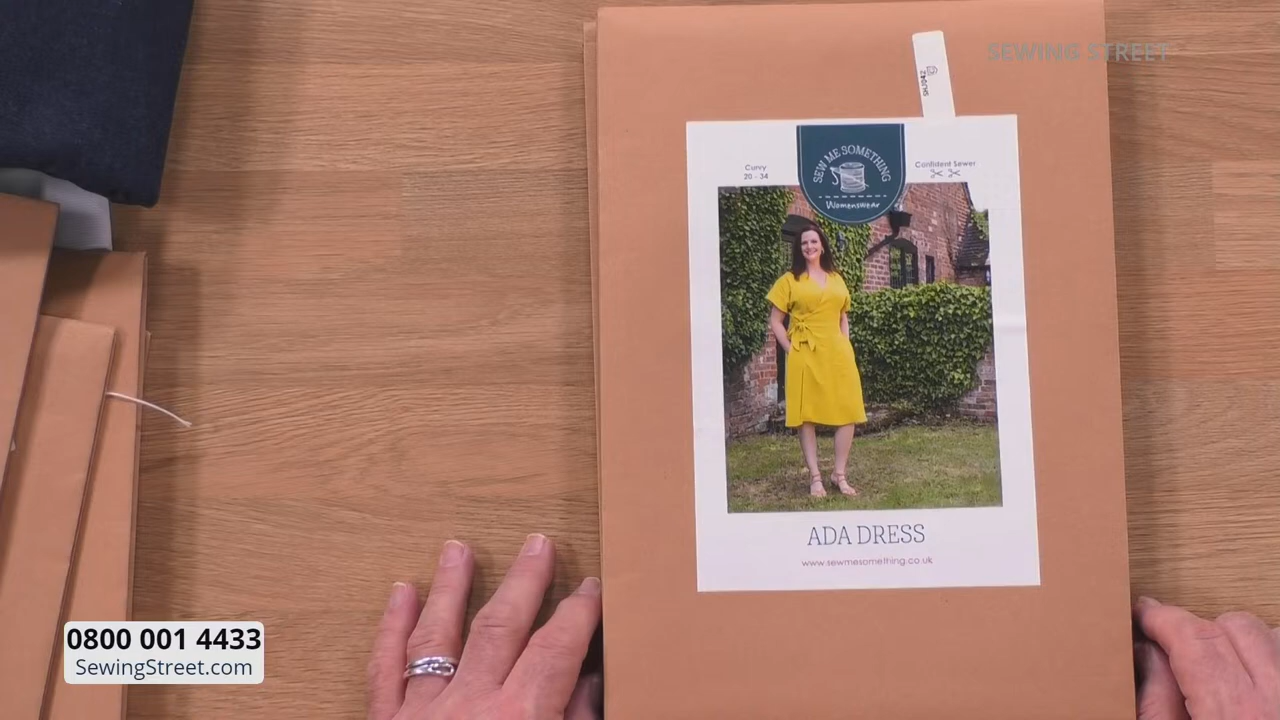 SEWING STREET
SNJ042
Curvy
20 - 34
SEW ME SOMETHING
Womenswear
Confident Sewer
ADA DRESS
www.sewmesomething.co.uk
0800 001 4433
SewingStreet.com